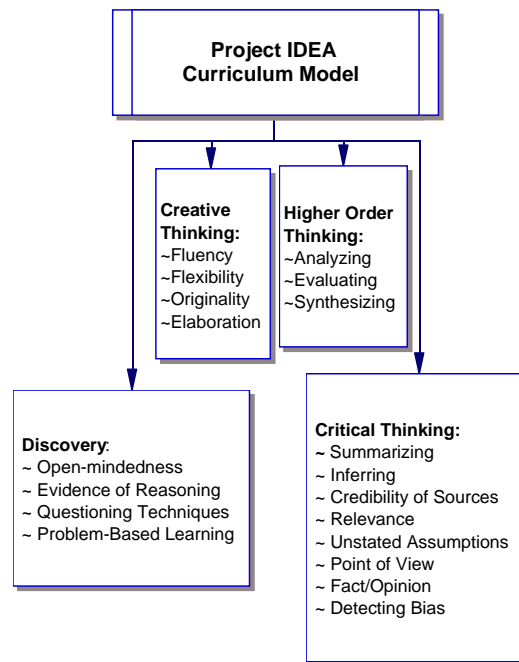 Project IDEA
Curriculum Model
Creative
Thinking:
~Fluency
~Flexibility
~Originality
~Elaboration
Higher Order
Thinking:
~Analyzing
~Evaluating
~Synthesizing
Discovery:
~ Open-mindedness
~ Evidence of Reasoning
~ Questioning Techniques
~ Problem-Based Learning
Critical Thinking:
~ Summarizing
~ Inferring
~ Credibility of Sources
~ Relevance
~ Unstated Assumptions
~ Point of View
~ Fact/Opinion
~ Detecting Bias